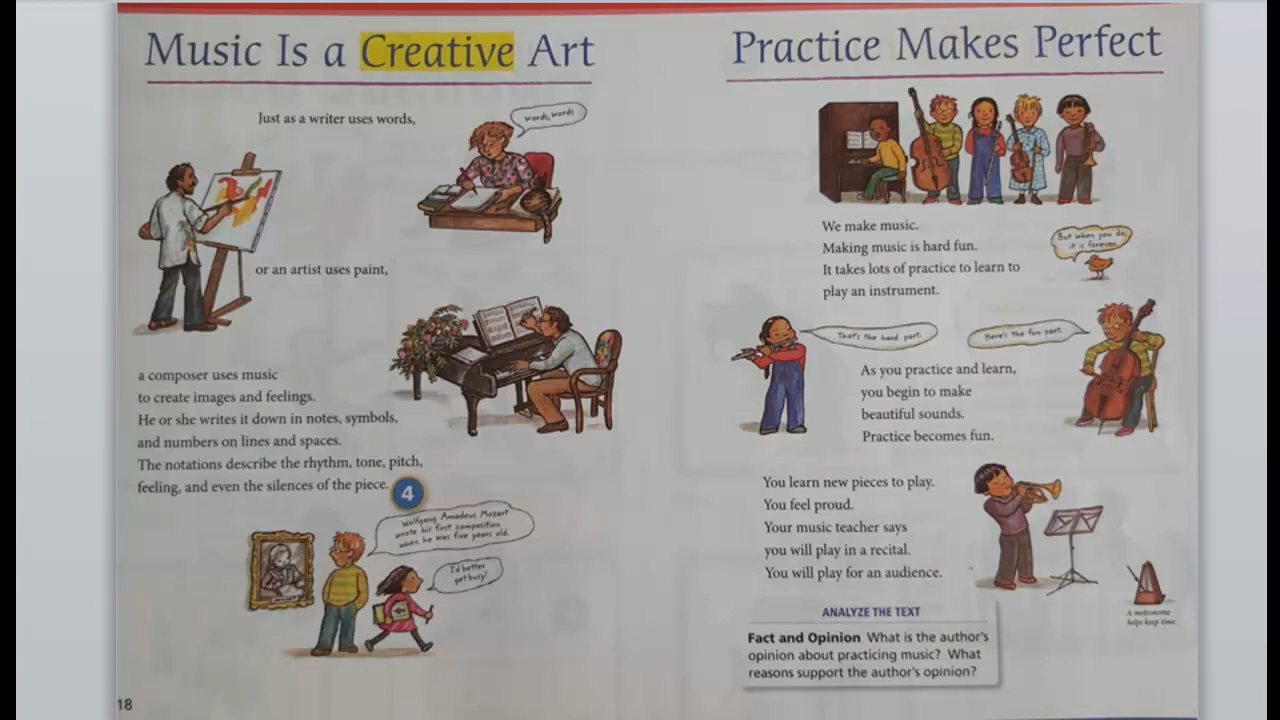 Music Is a Creative Art
Just as a writer uses words,
words, words
or an artist uses paint,
a composer uses music
to create images and feelings.
He or she writes it down in notes, symbols,
and numbers on lines and spaces.
The notations describe the rhythm, tone, pitch,
feeling, and even the silences of the piece.
4
Wolfgang Amadeus Mozart
wrote his first composition
when he was five years old.
I'd better
get busy!
18
Practice Makes Perfect
We make music.
Making music is hard fun.
It takes lots of practice to learn to
play an instrument.
But when you do,
it is forever.
That's the hard part.
Here's the fun part.
As you practice and learn,
you begin to make
beautiful sounds.
Practice becomes fun.
You learn new pieces to play.
You feel proud.
Your music teacher says
you will play in a recital.
You will play for an audience.
A metronome
helps keep time.
ANALYZE THE TEXT
Fact and Opinion What is the author's
opinion about practicing music? What
reasons support the author's opinion?